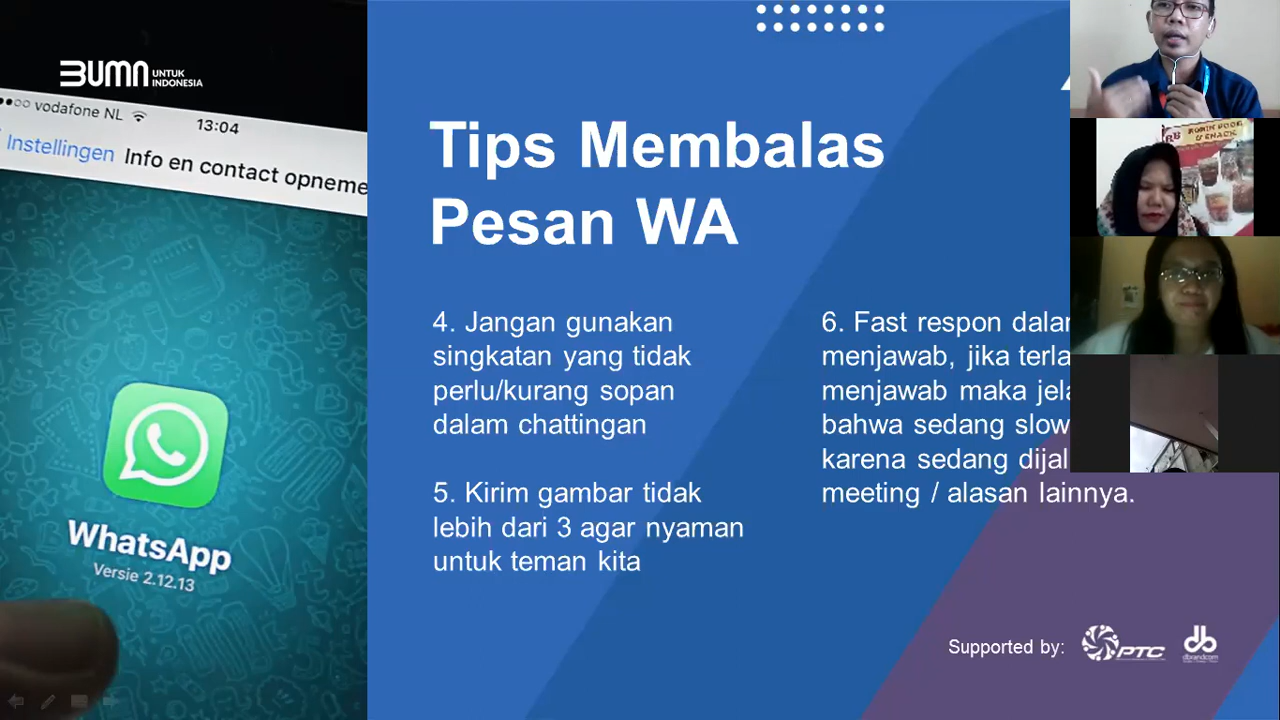 BUMN UNTUK
INDONESIA
vodafone NL
13:04
Instellingen Info en contact opneme
WhatsApp
Versie 2.12.13
Tips Membalas
Pesan WA
4. Jangan gunakan
singkatan yang tidak
perlu/kurang sopan
dalam chattingan
5. Kirim gambar tidak
lebih dari 3 agar nyaman
untuk teman kita
6. Fast respon dalam
menjawab, jika terla
menjawab maka jela
bahwa sedang slow
karena sedang dijal
meeting / alasan lainnya.
Supported by:
PTC
dbrandcom